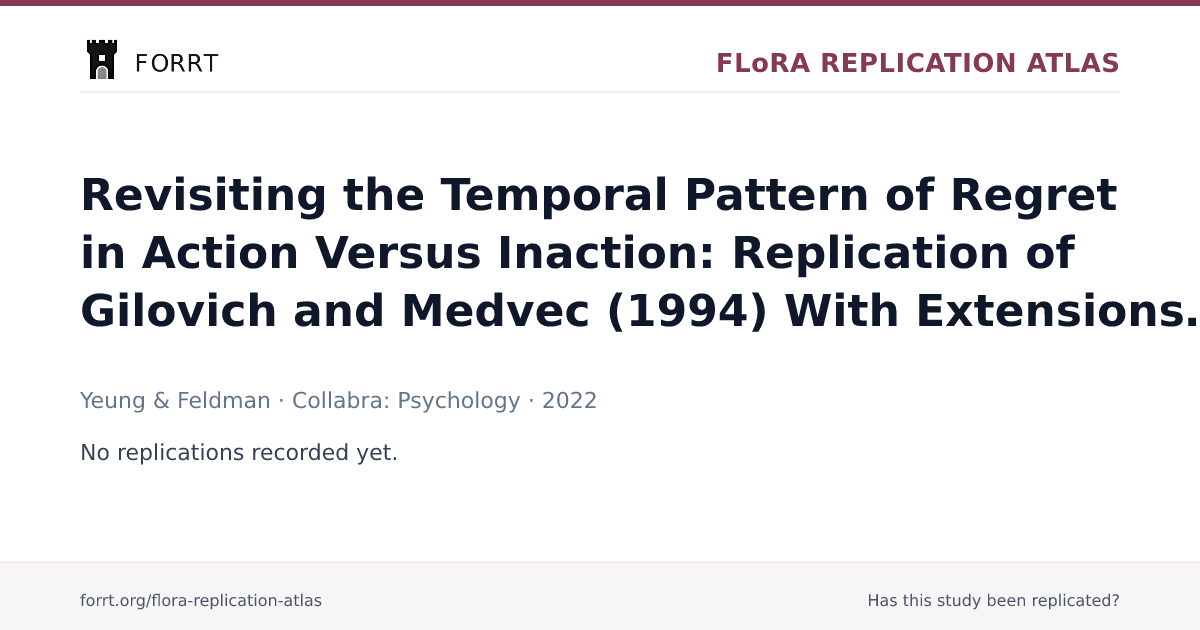 FORRT
FLoRA REPLICATION ATLAS
Revisiting the Temporal Pattern of Regret
in Action Versus Inaction: Replication of
Gilovich and Medvec (1994) With Extensions.
Yeung & Feldman · Collabra: Psychology · 2022
No replications recorded yet.
forrt.org/flora-replication-atlas
Has this study been replicated?